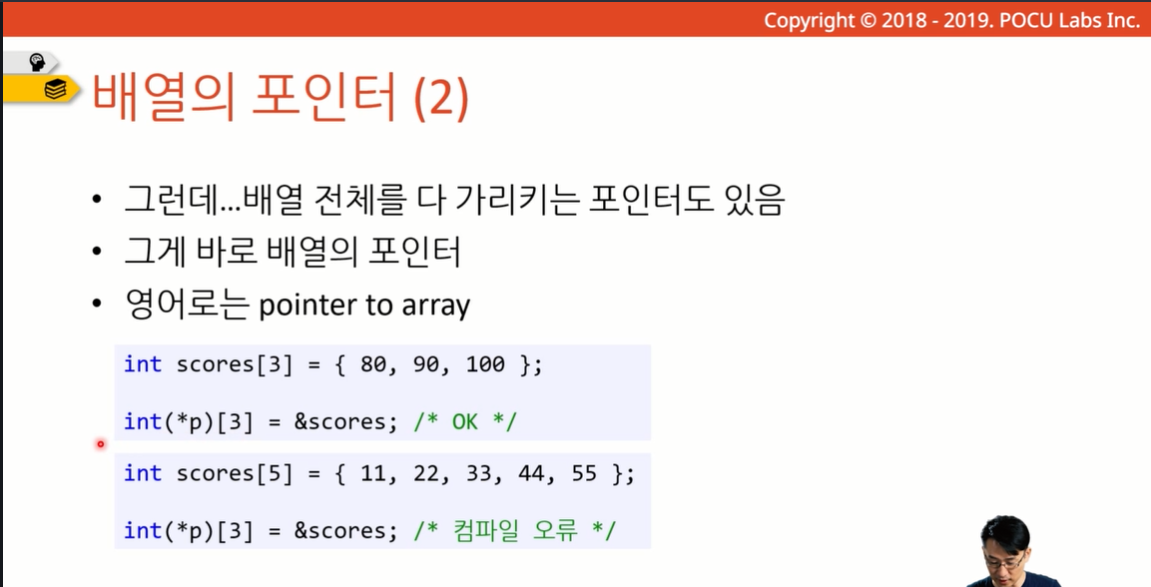 Copyright © 2018 - 2019. POCU Labs Inc.
배열의 포인터 (2)
• 그런데...배열 전체를 다 가리키는 포인터도 있음
• 그게 바로 배열의 포인터
• 영어로는 pointer to array
int scores[3] = { 80, 90, 100 };
int(*p)[3] = &scores; /* OK */
int scores[5] = { 11, 22, 33, 44, 55 };
int(*p)[3] = &scores; /* 컴파일 오류 */